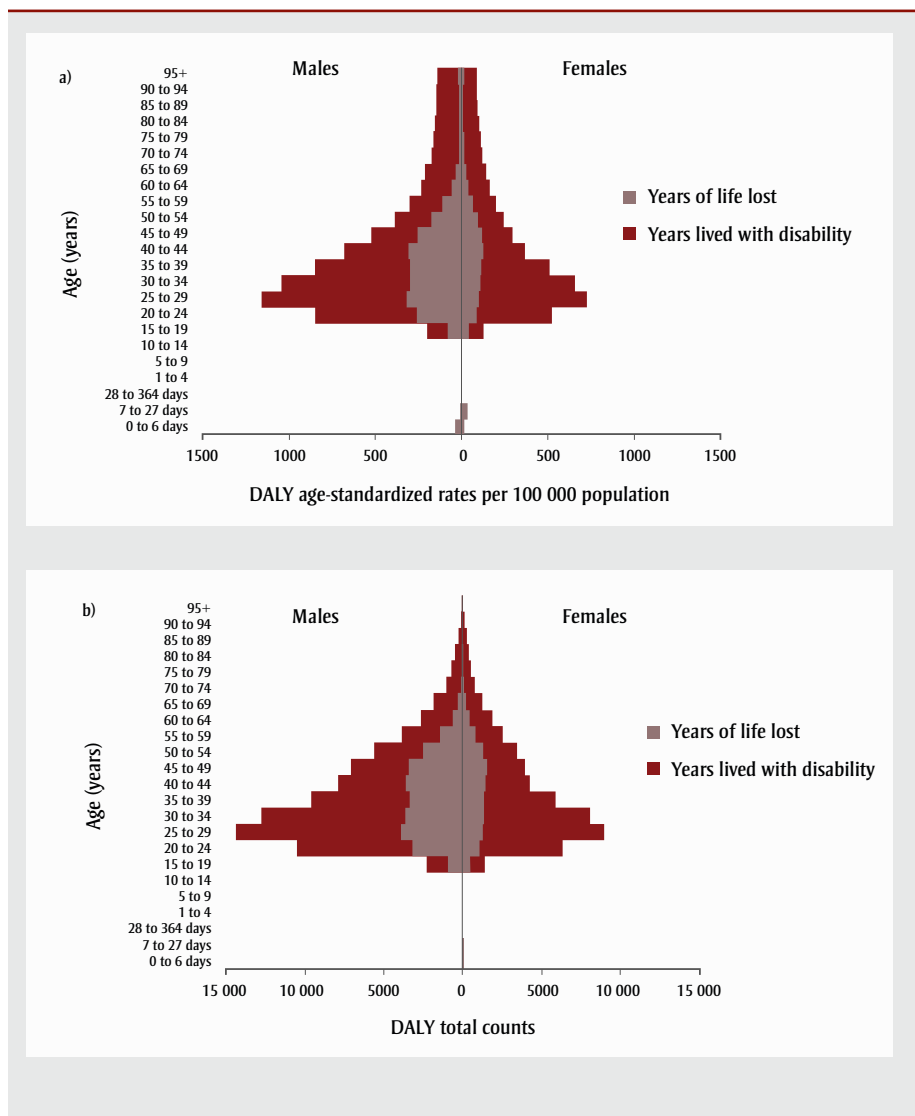 a)
Males
Females
95+
90 to 94
85 to 89
80 to 84
75 to 79
70 to 74
65 to 69
60 to 64
55 to 59
50 to 54
45 to 49
40 to 44
35 to 39
30 to 34
25 to 29
20 to 24
15 to 19
10 to 14
5 to 9
1 to 4
28 to 364 days
7 to 27 days
0 to 6 days
Age (years)
Years of life lost
Years lived with disability
1500 1000 500 0 500 1000 1500
DALY age-standardized rates per 100 000 population
b)
Males
Females
95+
90 to 94
85 to 89
80 to 84
75 to 79
70 to 74
65 to 69
60 to 64
55 to 59
50 to 54
45 to 49
40 to 44
35 to 39
30 to 34
25 to 29
20 to 24
15 to 19
10 to 14
5 to 9
1 to 4
28 to 364 days
7 to 27 days
0 to 6 days
Age (years)
Years of life lost
Years lived with disability
15 000 10 000 5000 0 5000 10 000 15 000
DALY total counts